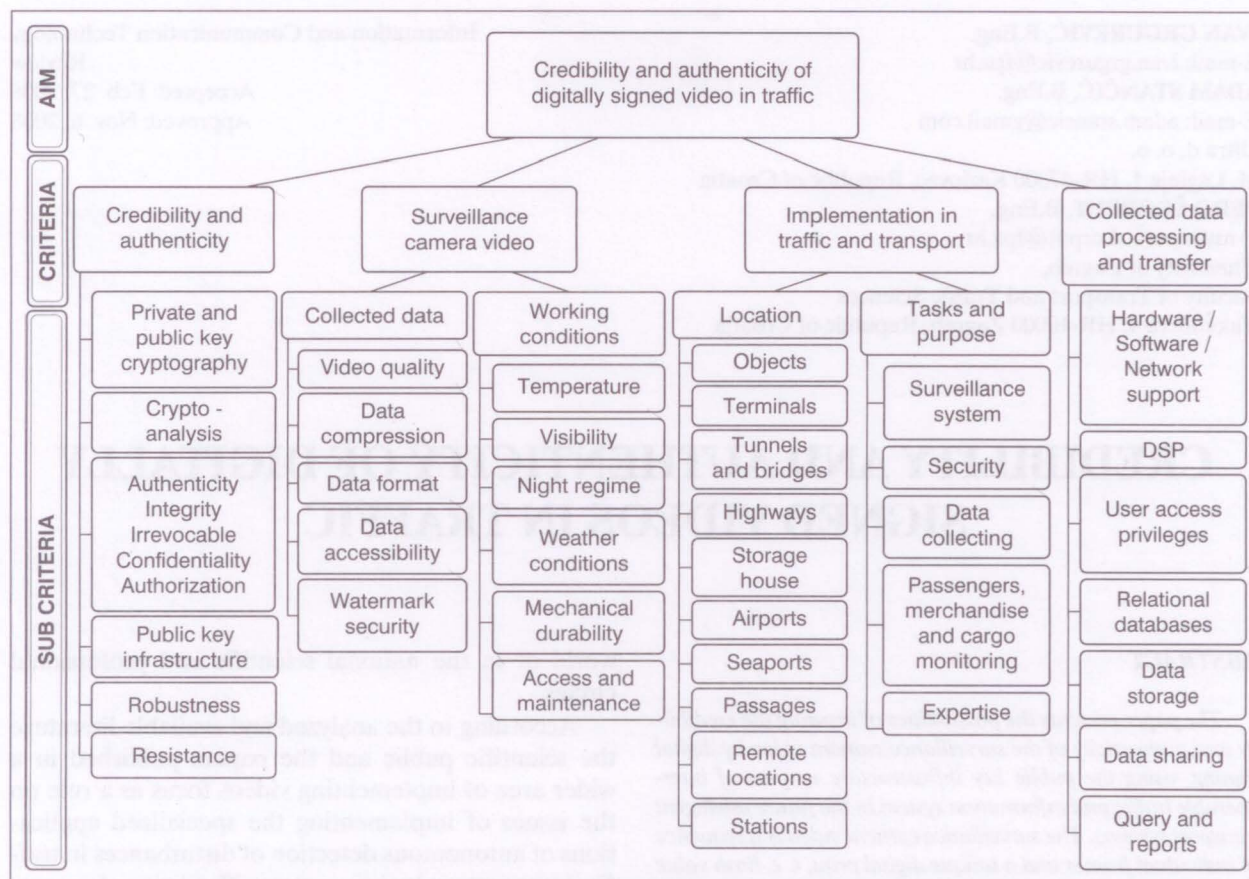 AIM
Credibility and authenticity of
digitally signed video in traffic
CRITERIA
Credibility and
authenticity
Surveillance
camera video
Implementation in
traffic and transport
Collected data
processing
and transfer
SUB CRITERIA
Private and
public key
cryptography
Crypto -
analysis
Authenticity
Integrity
Irrevocable
Confidentiality
Authorization
Public key
infrastructure
Robustness
Resistence
Collected data
Video quality
Data
compression
Data format
Data
accessibility
Watermark
security
Working
conditions
Temperature
Visibility
Night regime
Weather
conditions
Mechanical
durability
Access and
maintenance
Location
Objects
Terminals
Tunnels
and bridges
Highways
Storage
house
Airports
Seaports
Passages
Remote
locations
Stations
Tasks and
purpose
Surveillance
system
Security
Data
collecting
Passengers,
merchandise
and cargo
monitoring
Expertise
Hardware /
Software /
Network
support
DSP
User access
privileges
Relational
databases
Data
storage
Data sharing
Query and
reports